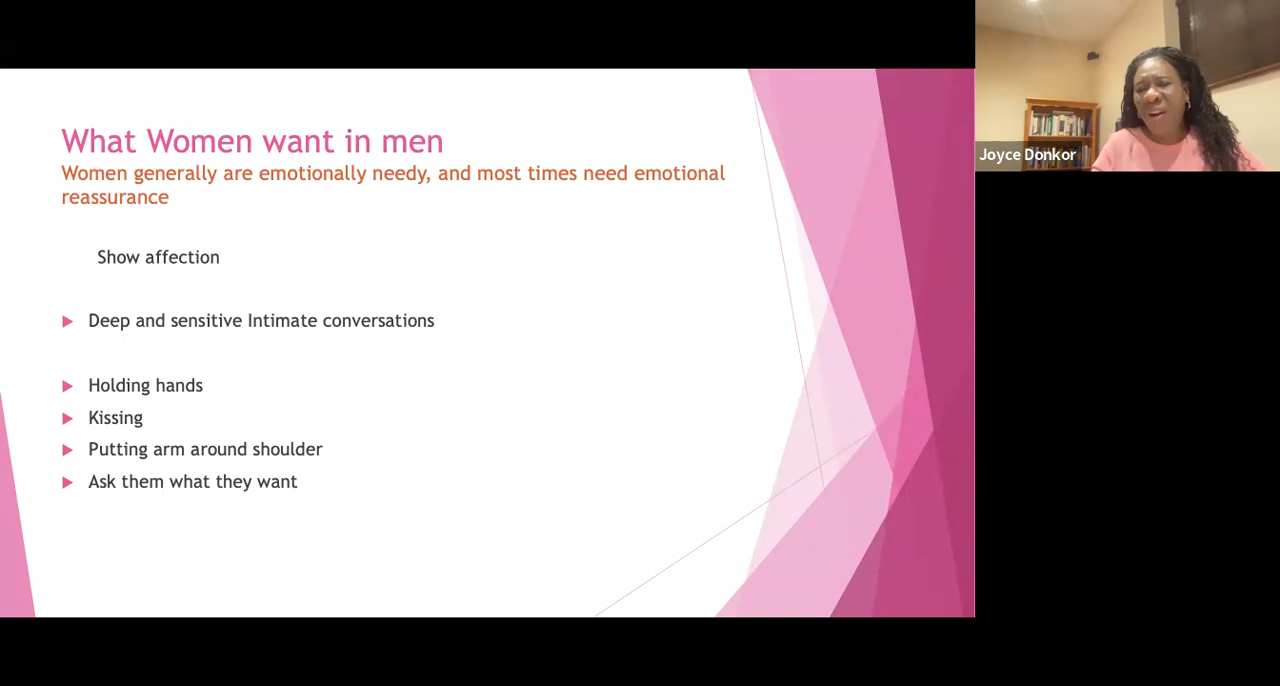 What Women want in men
Women generally are emotionally needy, and most times need emotional
reassurance
Show affection
Deep and sensitive Intimate conversations
Holding hands
Kissing
Putting arm around shoulder
Ask them what they want
Joyce Donkor